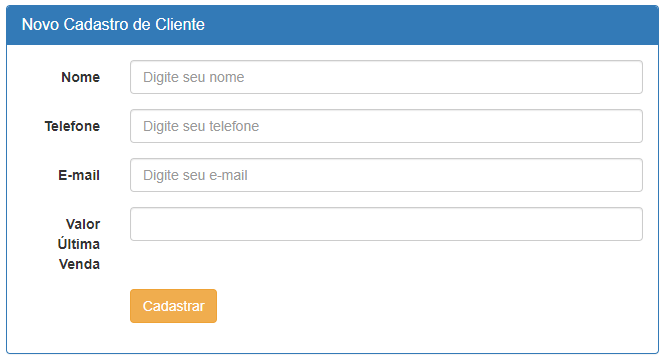 Novo Cadastro de Cliente
Nome
Digite seu nome
Telefone
Digite seu telefone
E-mail
Digite seu e-mail
Valor
Última
Venda
Cadastrar